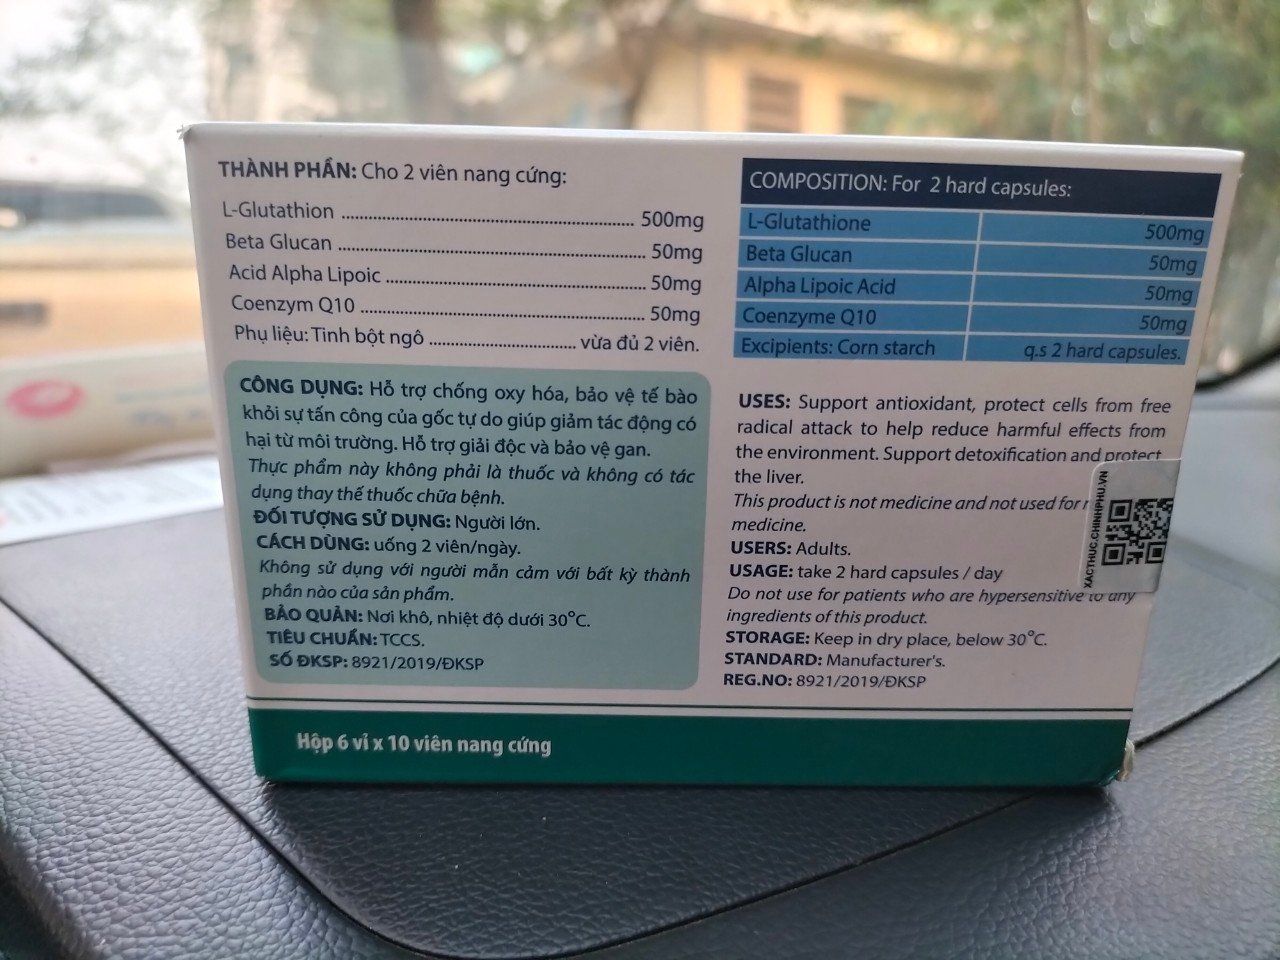 THÀNH PHẦN: Cho 2 viên nang cứng:
L-Glutathion ........ 500mg
Beta Glucan ........ 50mg
Acid Alpha Lipoic ........ 50mg
Coenzym Q10 ........ 50mg
Phụ liệu: Tinh bột ngô ........ vừa đủ 2 viên.
CÔNG DỤNG: Hỗ trợ chống oxy hóa, bảo vệ tế bào
khỏi sự tấn công của gốc tự do giúp giảm tác động có
hại từ môi trường. Hỗ trợ giải độc và bảo vệ gan.
Thực phẩm này không phải là thuốc và không có tác
dụng thay thế thuốc chữa bệnh.
ĐỐI TƯỢNG SỬ DỤNG: Người lớn.
CÁCH DÙNG: uống 2 viên/ngày.
Không sử dụng với người mẫn cảm với bất kỳ thành
phần nào của sản phẩm.
BẢO QUẢN: Nơi khô, nhiệt độ dưới 30°C.
TIÊU CHUẨN: TCCS.
SỐ ĐKSP: 8921/2019/ĐKSP
Hộp 6 vỉ x 10 viên nang cứng
COMPOSITION: For 2 hard capsules:
L-Glutathione 500mg
Beta Glucan 50mg
Alpha Lipoic Acid 50mg
Coenzyme Q10 50mg
Excipients: Corn starch q.s 2 hard capsules.
USES: Support antioxidant, protect cells from free
radical attack to help reduce harmful effects from
the environment. Support detoxification and protect
the liver.
This product is not medicine and not used for
medicine.
USERS: Adults.
USAGE: take 2 hard capsules / day
Do not use for patients who are hypersensitive to any
ingredients of this product.
STORAGE: Keep in dry place, below 30°C.
STANDARD: Manufacturer's.
REG.NO: 8921/2019/ĐKSP
XACTHUC.CHINHPHU.VN